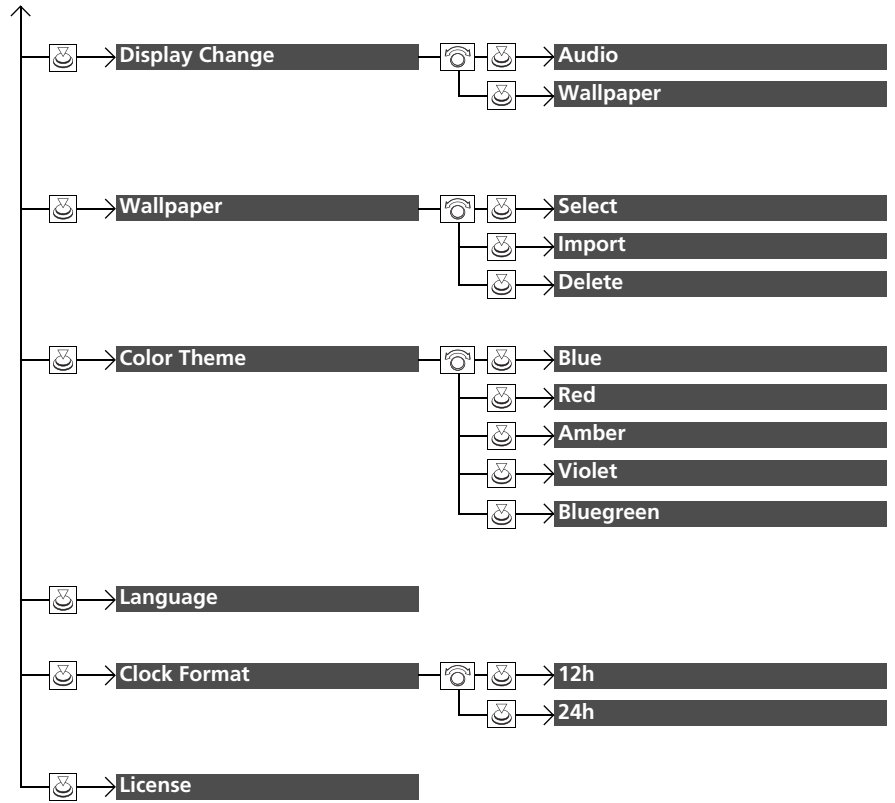 Display Change
Audio
Wallpaper
Wallpaper
Select
Import
Delete
Color Theme
Blue
Red
Amber
Violet
Bluegreen
Language
Clock Format
12h
24h
License